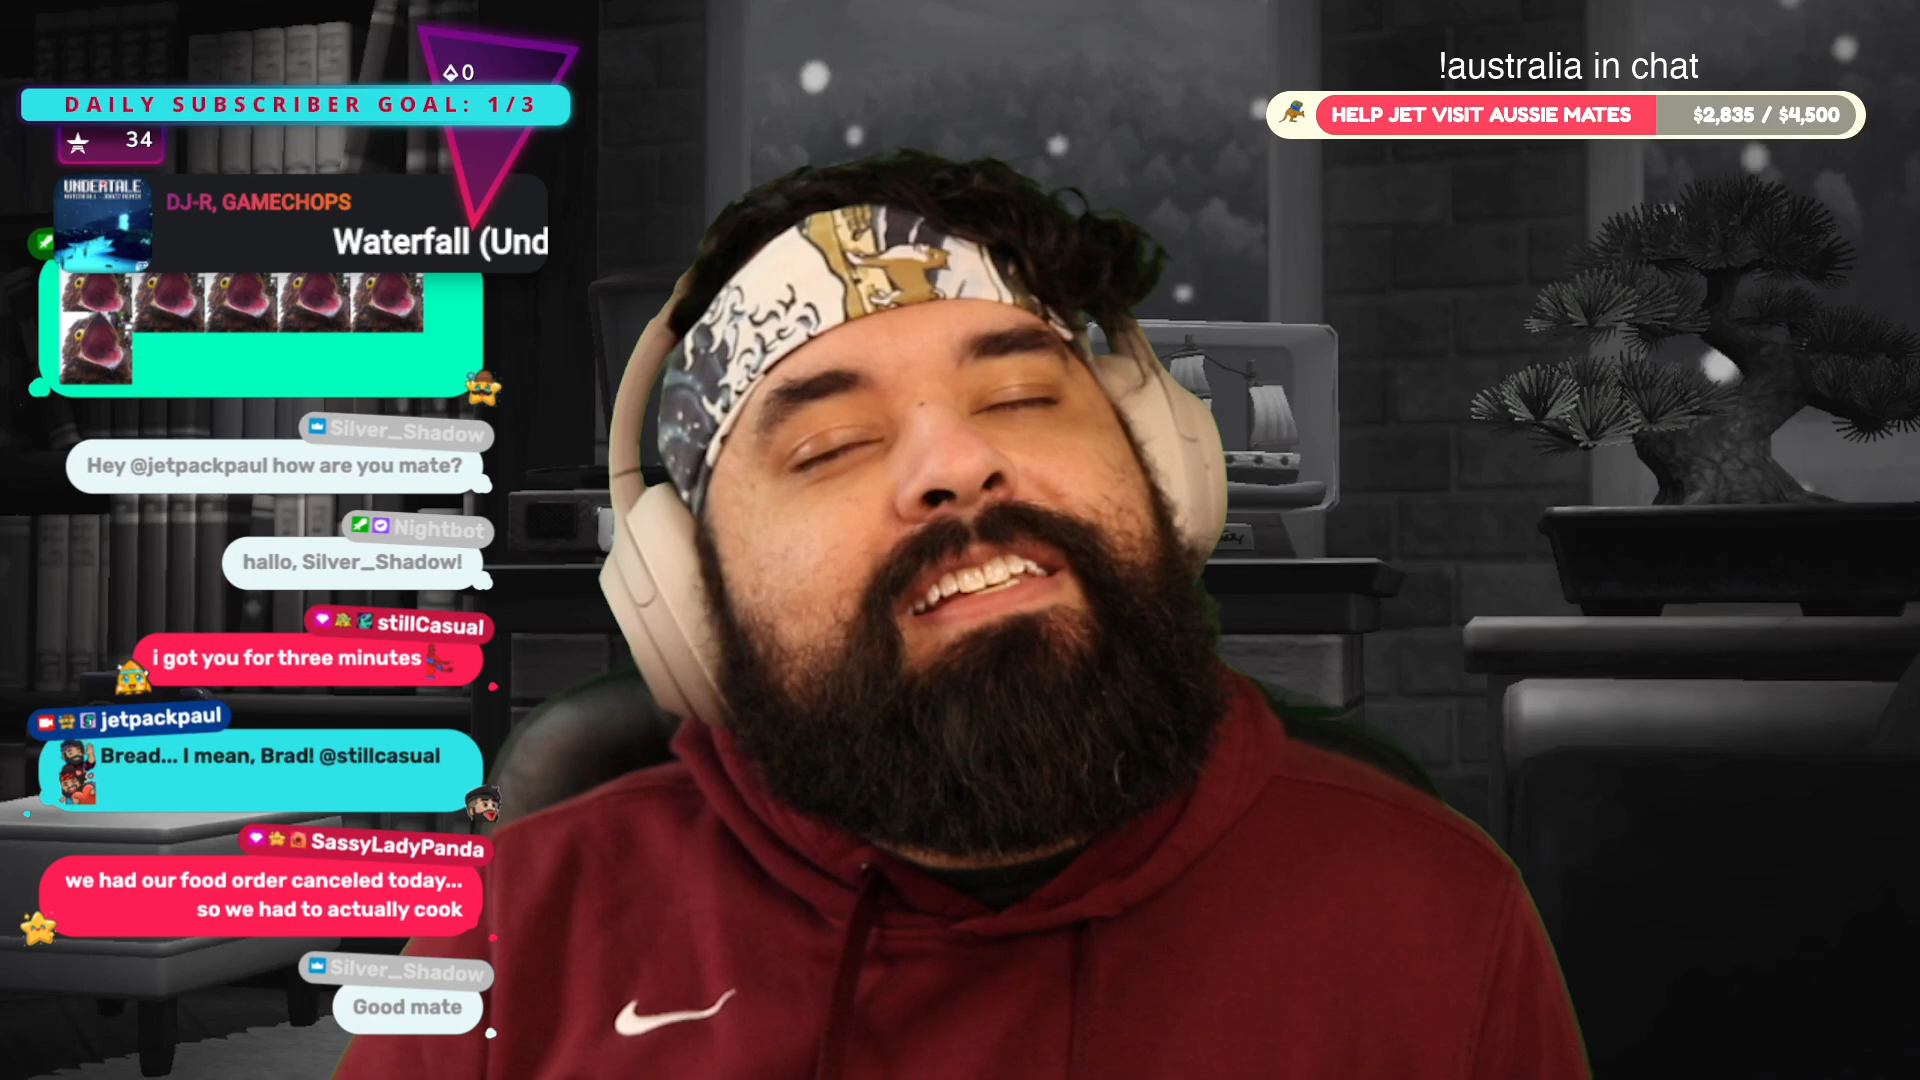 ◇0
DAILY SUBSCRIBER GOAL: 1/3
34
UNDERTALE
DJ-R, GAMECHOPS
Waterfall (Und
!australia in chat
HELP JET VISIT AUSSIE MATES $2,835 / $4,500
Silver_Shadow
Hey @jetpackpaul how are you mate?
Nightbot
hallo, Silver_Shadow!
stillCasual
i got you for three minutes
jetpackpaul
Bread... I mean, Brad! @stillcasual
SassyLadyPanda
we had our food order canceled today...
so we had to actually cook
Silver_Shadow
Good mate